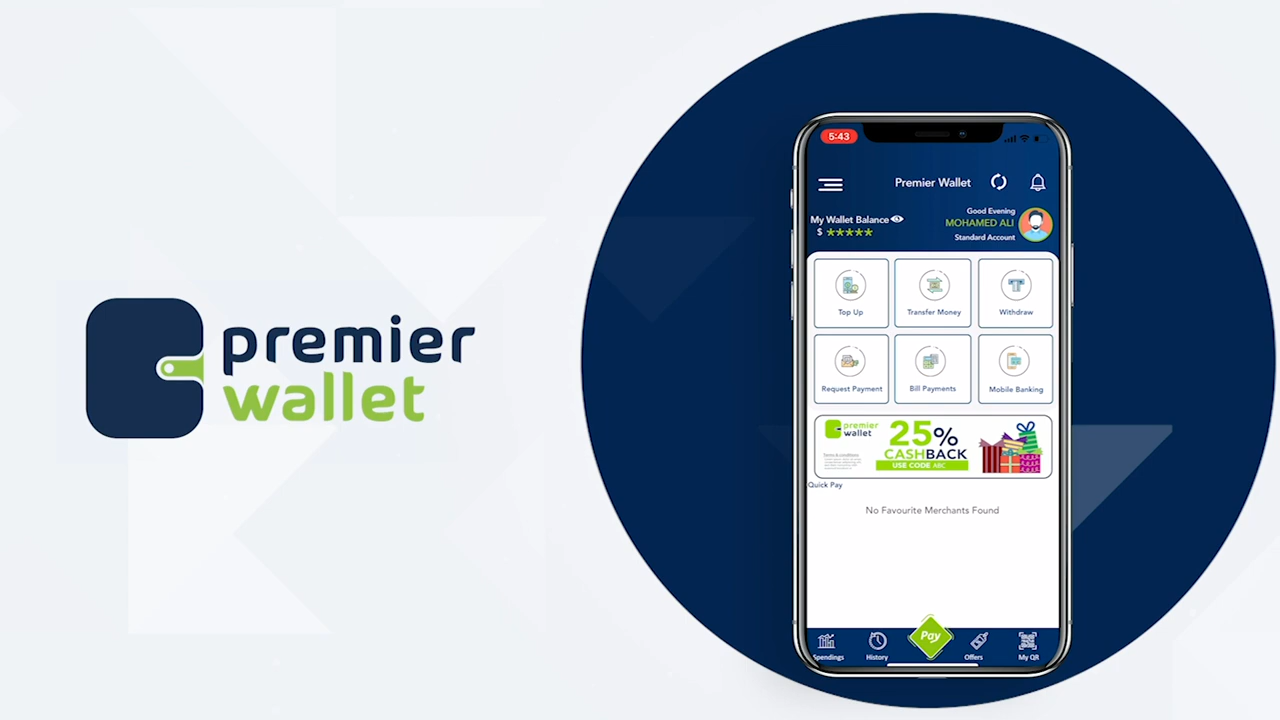 premier
wallet
5:43
Premier Wallet
My Wallet Balance
$ *****
Good Evening
MOHAMED ALI
Standard Account
Top Up
Transfer Money
Withdraw
Request Payment
Bill Payments
Mobile Banking
premier
wallet
25%
CASHBACK
USE CODE ABC
Terms & conditions
Quick Pay
No Favourite Merchants Found
Spendings
History
Pay
Offers
My QR